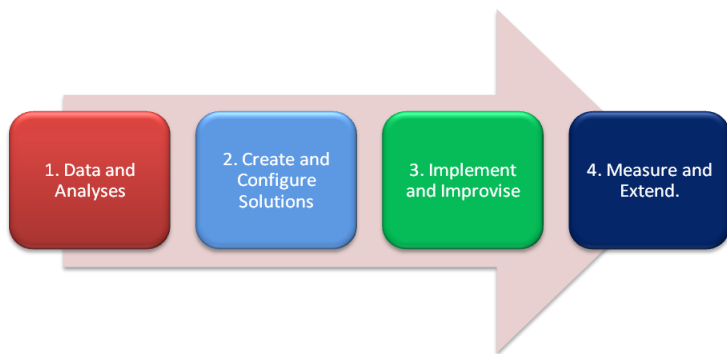 1. Data and
Analyses
2. Create and
Configure
Solutions
3. Implement
and Improvise
4. Measure and
Extend.